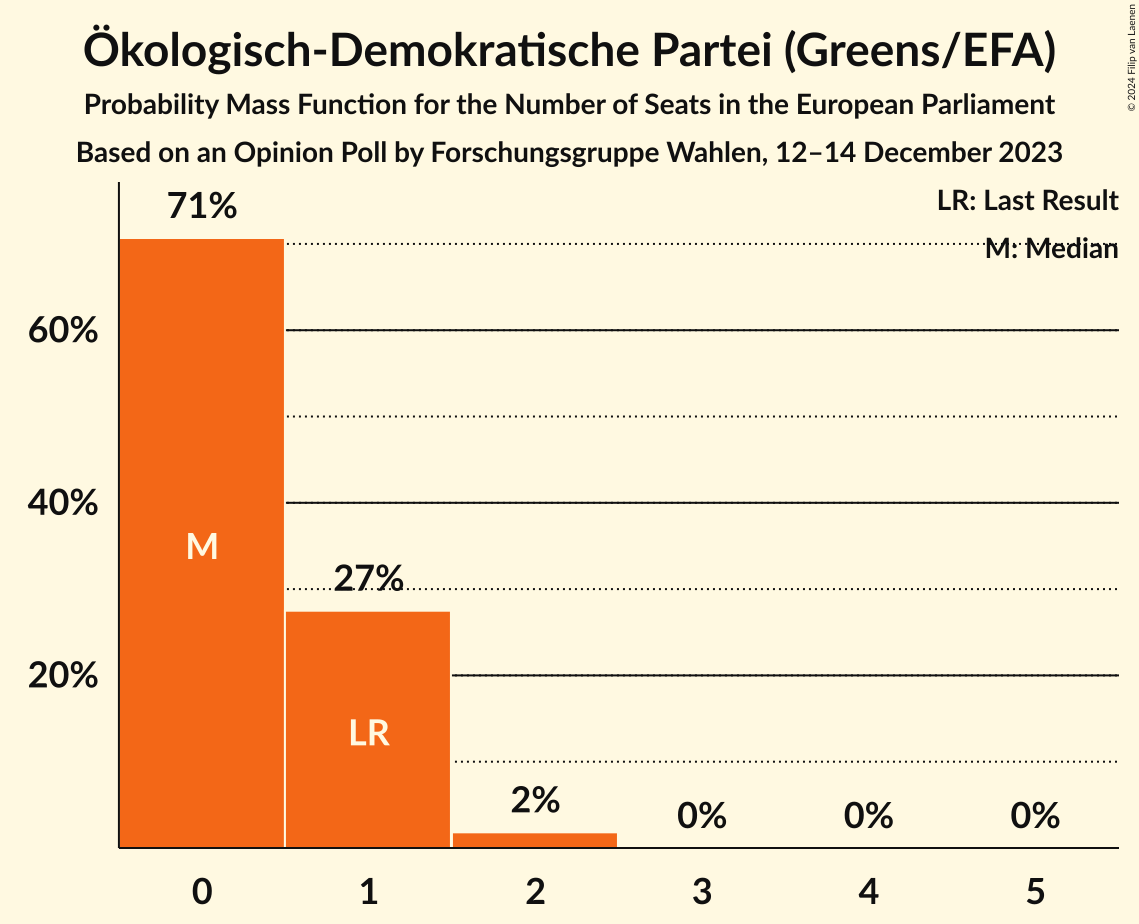 Ökologisch-Demokratische Partei (Greens/EFA)
Probability Mass Function for the Number of Seats in the European Parliament
Based on an Opinion Poll by Forschungsgruppe Wahlen, 12–14 December 2023
© 2024 Filip van Laenen
LR: Last Result
M: Median
71%
60%
40%
20%
M
27%
LR
2%
0%
0%
0%
0
1
2
3
4
5